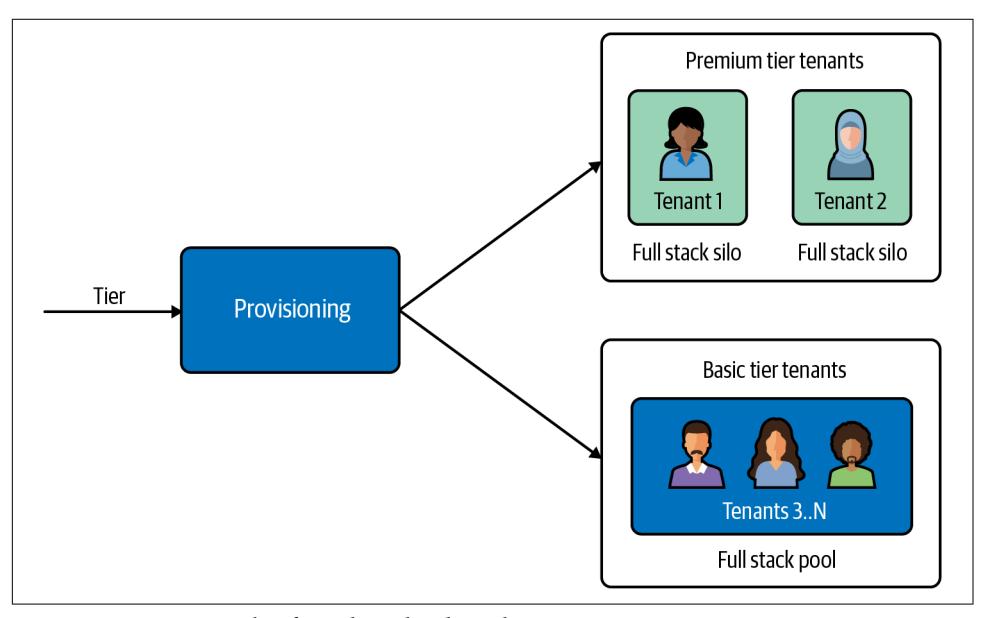 Tier
Provisioning
Premium tier tenants
Tenant 1
Tenant 2
Full stack silo
Full stack silo
Basic tier tenants
Tenants 3..N
Full stack pool